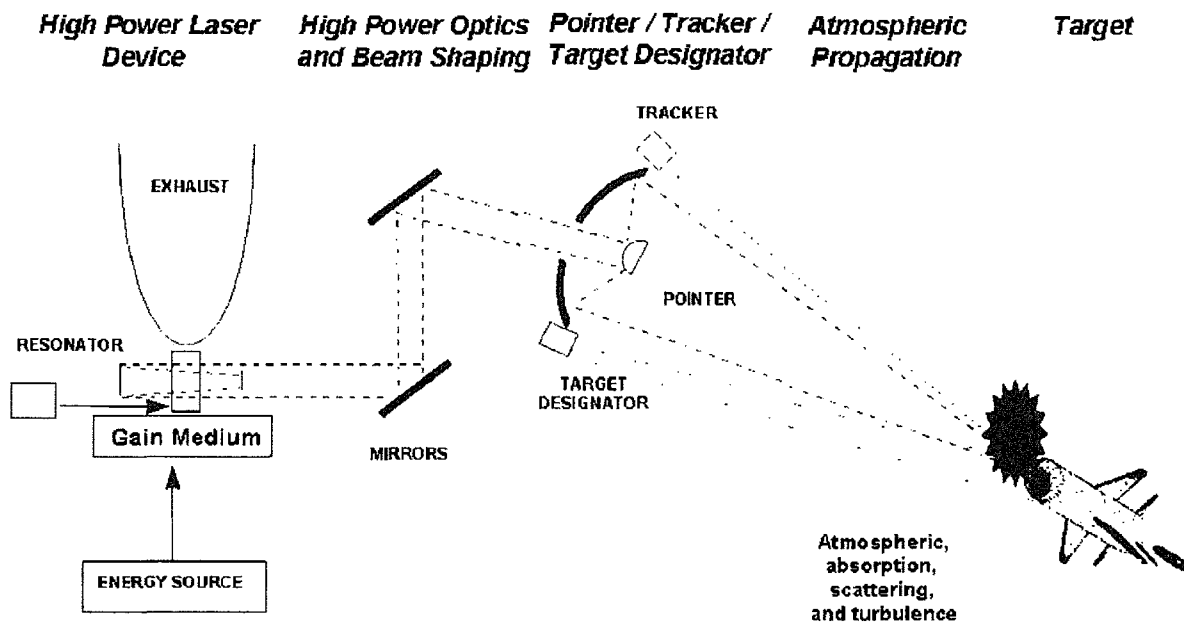 High Power Laser
Device
High Power Optics
and Beam Shaping
Pointer / Tracker /
Target Designator
Atmospheric
Propagation
Target
TRACKER
EXHAUST
POINTER
RESONATOR
TARGET
DESIGNATOR
Gain Medium
MIRRORS
Atmospheric,
absorption,
scattering,
and turbulence
ENERGY SOURCE